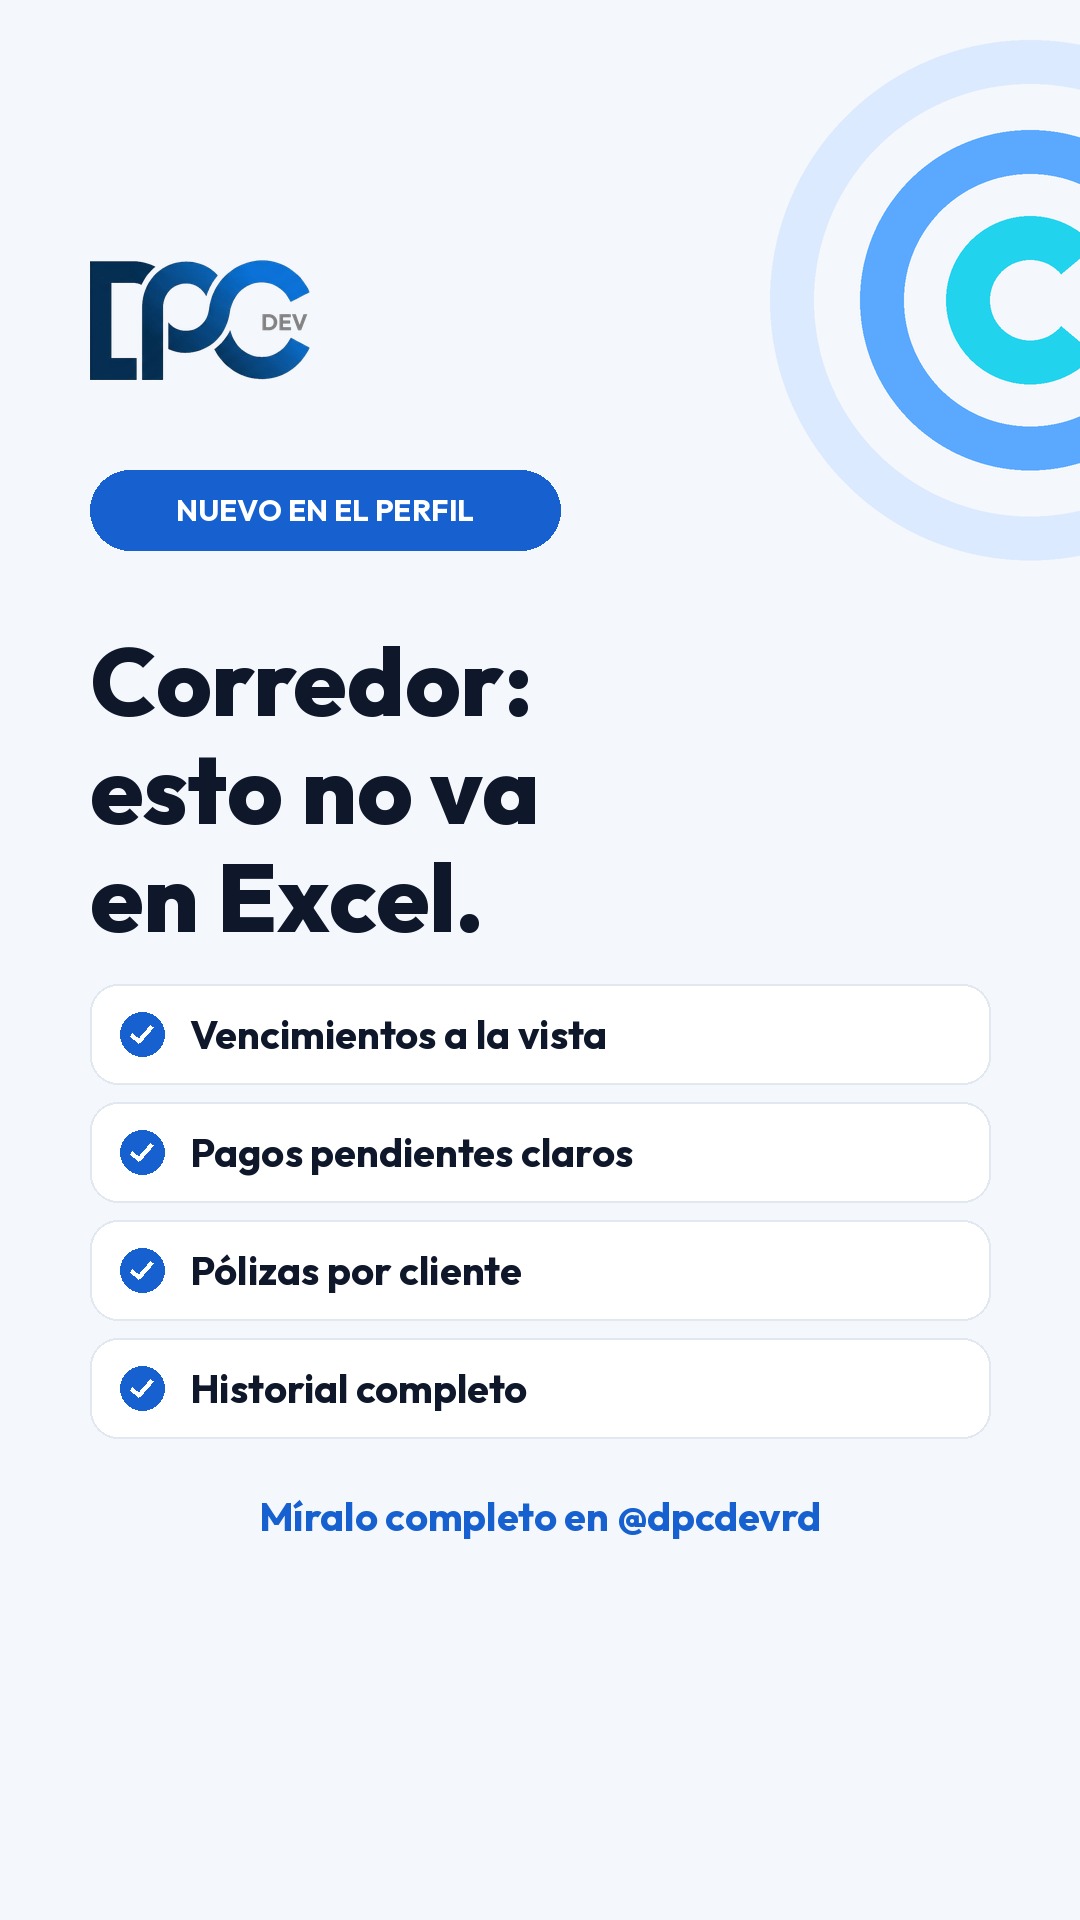 DPC
DEV
NUEVO EN EL PERFIL
Corredor:
esto no va
en Excel.
Vencimientos a la vista
Pagos pendientes claros
Pólizas por cliente
Historial completo
Míralo completo en @dpcdevrd